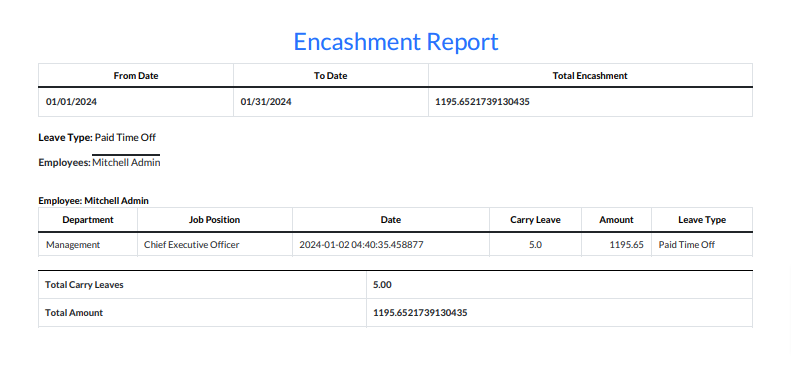 Encashment Report
From Date To Date Total Encashment
01/01/2024 01/31/2024 1195.6521739130435
Leave Type: Paid Time Off
Employees: Mitchell Admin
Employee: Mitchell Admin
Department Job Position Date Carry Leave Amount Leave Type
Management Chief Executive Officer 2024-01-02 04:40:35.458877 5.0 1195.65 Paid Time Off
Total Carry Leaves 5.00
Total Amount 1195.6521739130435